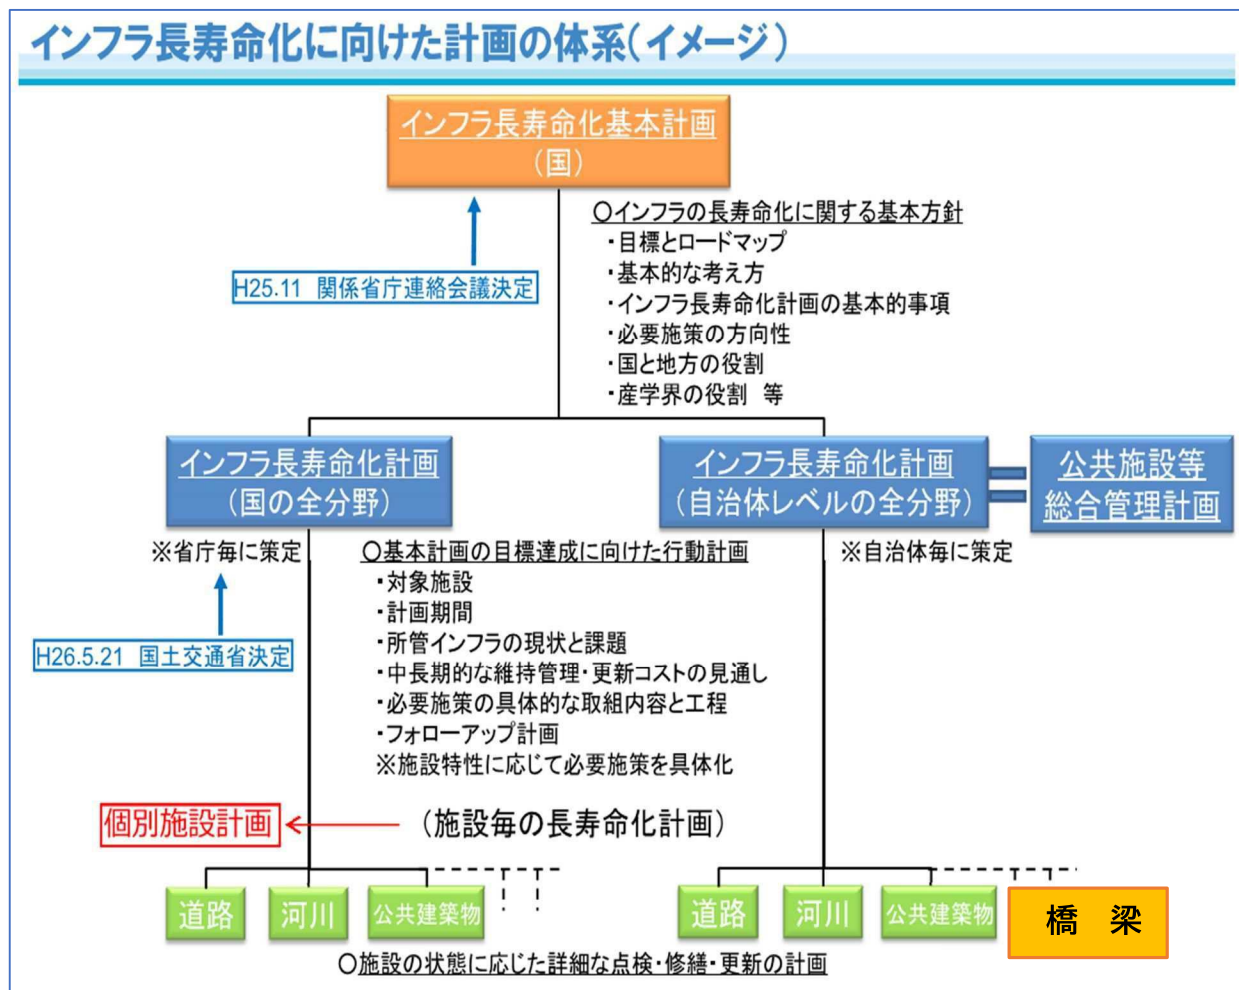 インフラ長寿命化に向けた計画の体系(イメージ)
インフラ長寿命化基本計画
(国)
〇インフラの長寿命化に関する基本方針
・目標とロードマップ
・基本的な考え方
・インフラ長寿命化計画の基本的事項
・必要施策の方向性
・国と地方の役割
・産学界の役割 等
H25.11 関係省庁連絡会議決定
インフラ長寿命化計画
(国の全分野)
インフラ長寿命化計画
(自治体レベルの全分野)
公共施設等
総合管理計画
※省庁毎に策定
〇基本計画の目標達成に向けた行動計画
・対象施設
・計画期間
・所管インフラの現状と課題
・中長期的な維持管理・更新コストの見通し
・必要施策の具体的な取組内容と工程
・フォローアップ計画
※施設特性に応じて必要施策を具体化
※自治体毎に策定
H26.5.21 国土交通省決定
個別施設計画
(施設毎の長寿命化計画)
道路
河川
公共建築物
道路
河川
公共建築物
橋 梁
〇施設の状態に応じた詳細な点検・修繕・更新の計画